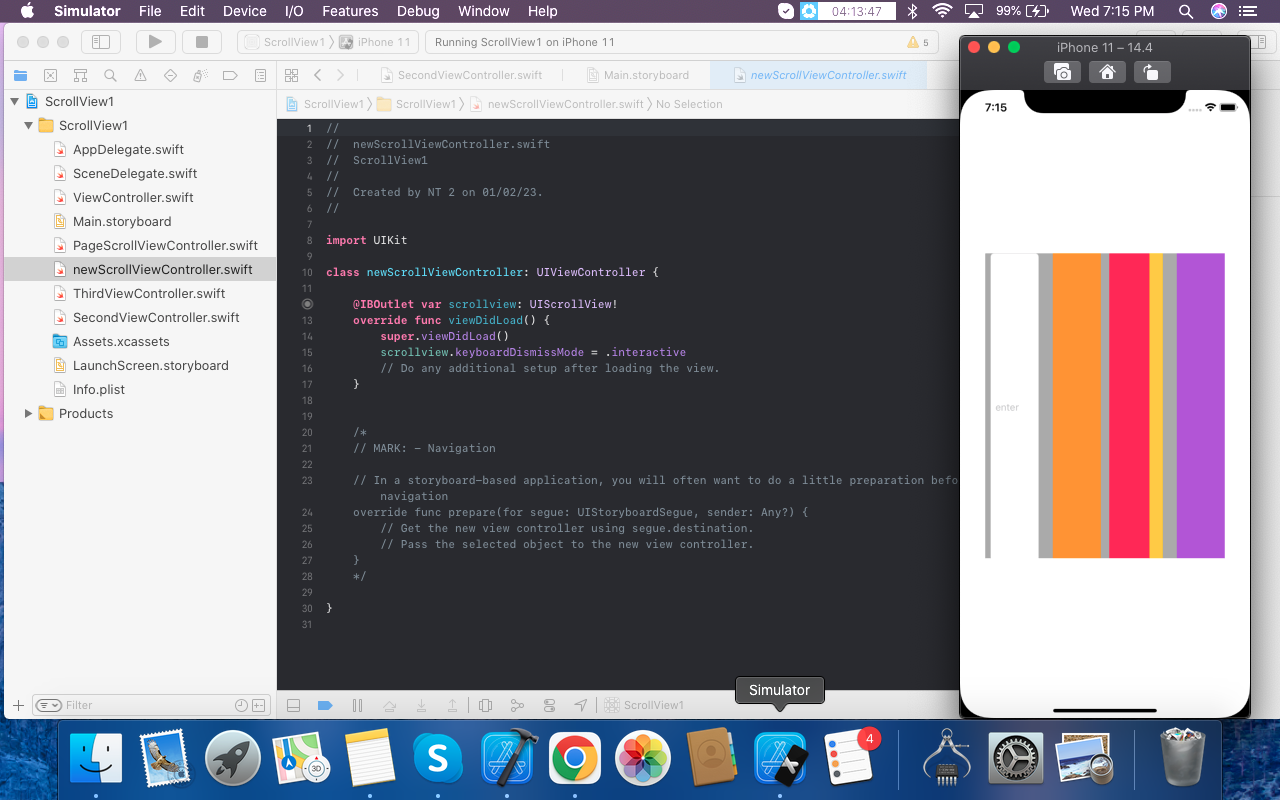 Simulator File Edit Device I/O Features Debug Window Help 04:13:47 99% Wed 7:15 PM
ScrollView1 iPhone 11 Running ScrollView1 on iPhone 11 5
iPhone 11 – 14.4
SecondViewController.swift Main.storyboard newScrollViewController.swift
ScrollView1 ScrollView1 newScrollViewController.swift No Selection
ScrollView1
ScrollView1
AppDelegate.swift
SceneDelegate.swift
ViewController.swift
Main.storyboard
PageScrollViewController.swift
newScrollViewController.swift
ThirdViewController.swift
SecondViewController.swift
Assets.xcassets
LaunchScreen.storyboard
Info.plist
Products
Filter
1 //
2 //  newScrollViewController.swift
3 //  ScrollView1
4 //
5 //  Created by NT 2 on 01/02/23.
6 //
7
8 import UIKit
9
10 class newScrollViewController: UIViewController {
11
@IBOutlet var scrollview: UIScrollView!
13 override func viewDidLoad() {
14 super.viewDidLoad()
15 scrollview.keyboardDismissMode = .interactive
16 // Do any additional setup after loading the view.
17 }
18
19
20 /*
21 // MARK: - Navigation
22
23 // In a storyboard-based application, you will often want to do a little preparation befo
navigation
24 override func prepare(for segue: UIStoryboardSegue, sender: Any?) {
25 // Get the new view controller using segue.destination.
26 // Pass the selected object to the new view controller.
27 }
28 */
29
30 }
31
ScrollView1
7:15
enter
Simulator
S
3D
4